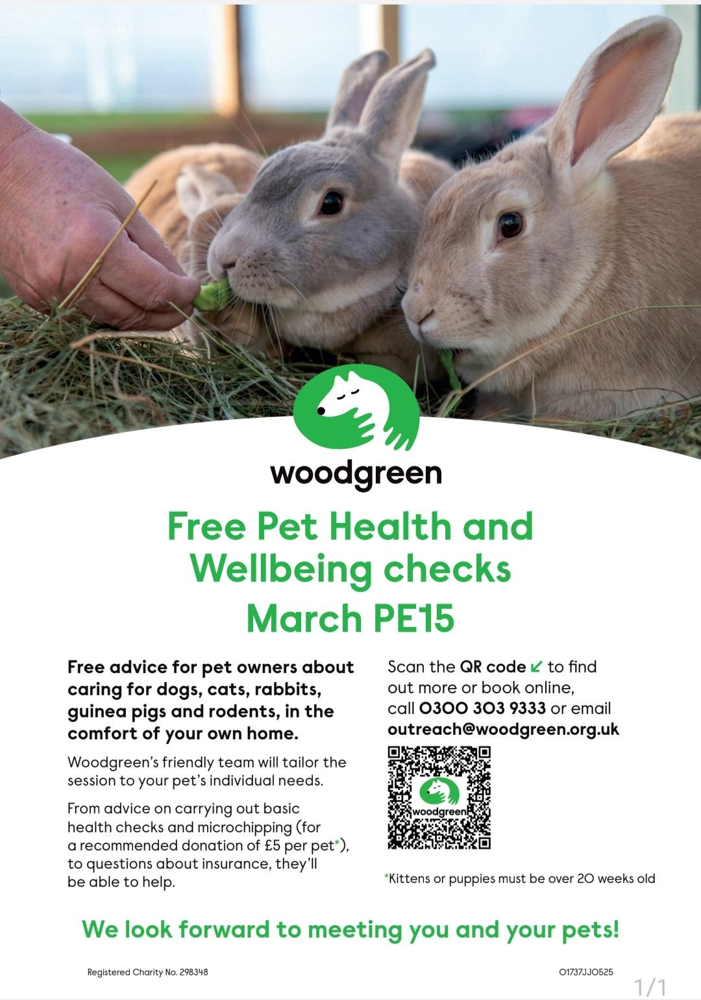 woodgreen
Free Pet Health and
Wellbeing checks
March PE15
Free advice for pet owners about
caring for dogs, cats, rabbits,
guinea pigs and rodents, in the
comfort of your own home.
Woodgreen’s friendly team will tailor the
session to your pet’s individual needs.
From advice on carrying out basic
health checks and microchipping (for
a recommended donation of £5 per pet*),
to questions about insurance, they’ll
be able to help.
Scan the QR code ↙ to find
out more or book online,
call 0300 303 9333 or email
outreach@woodgreen.org.uk
woodgreen
*Kittens or puppies must be over 20 weeks old
We look forward to meeting you and your pets!
Registered Charity No. 298348
01737JJ0525
1/1